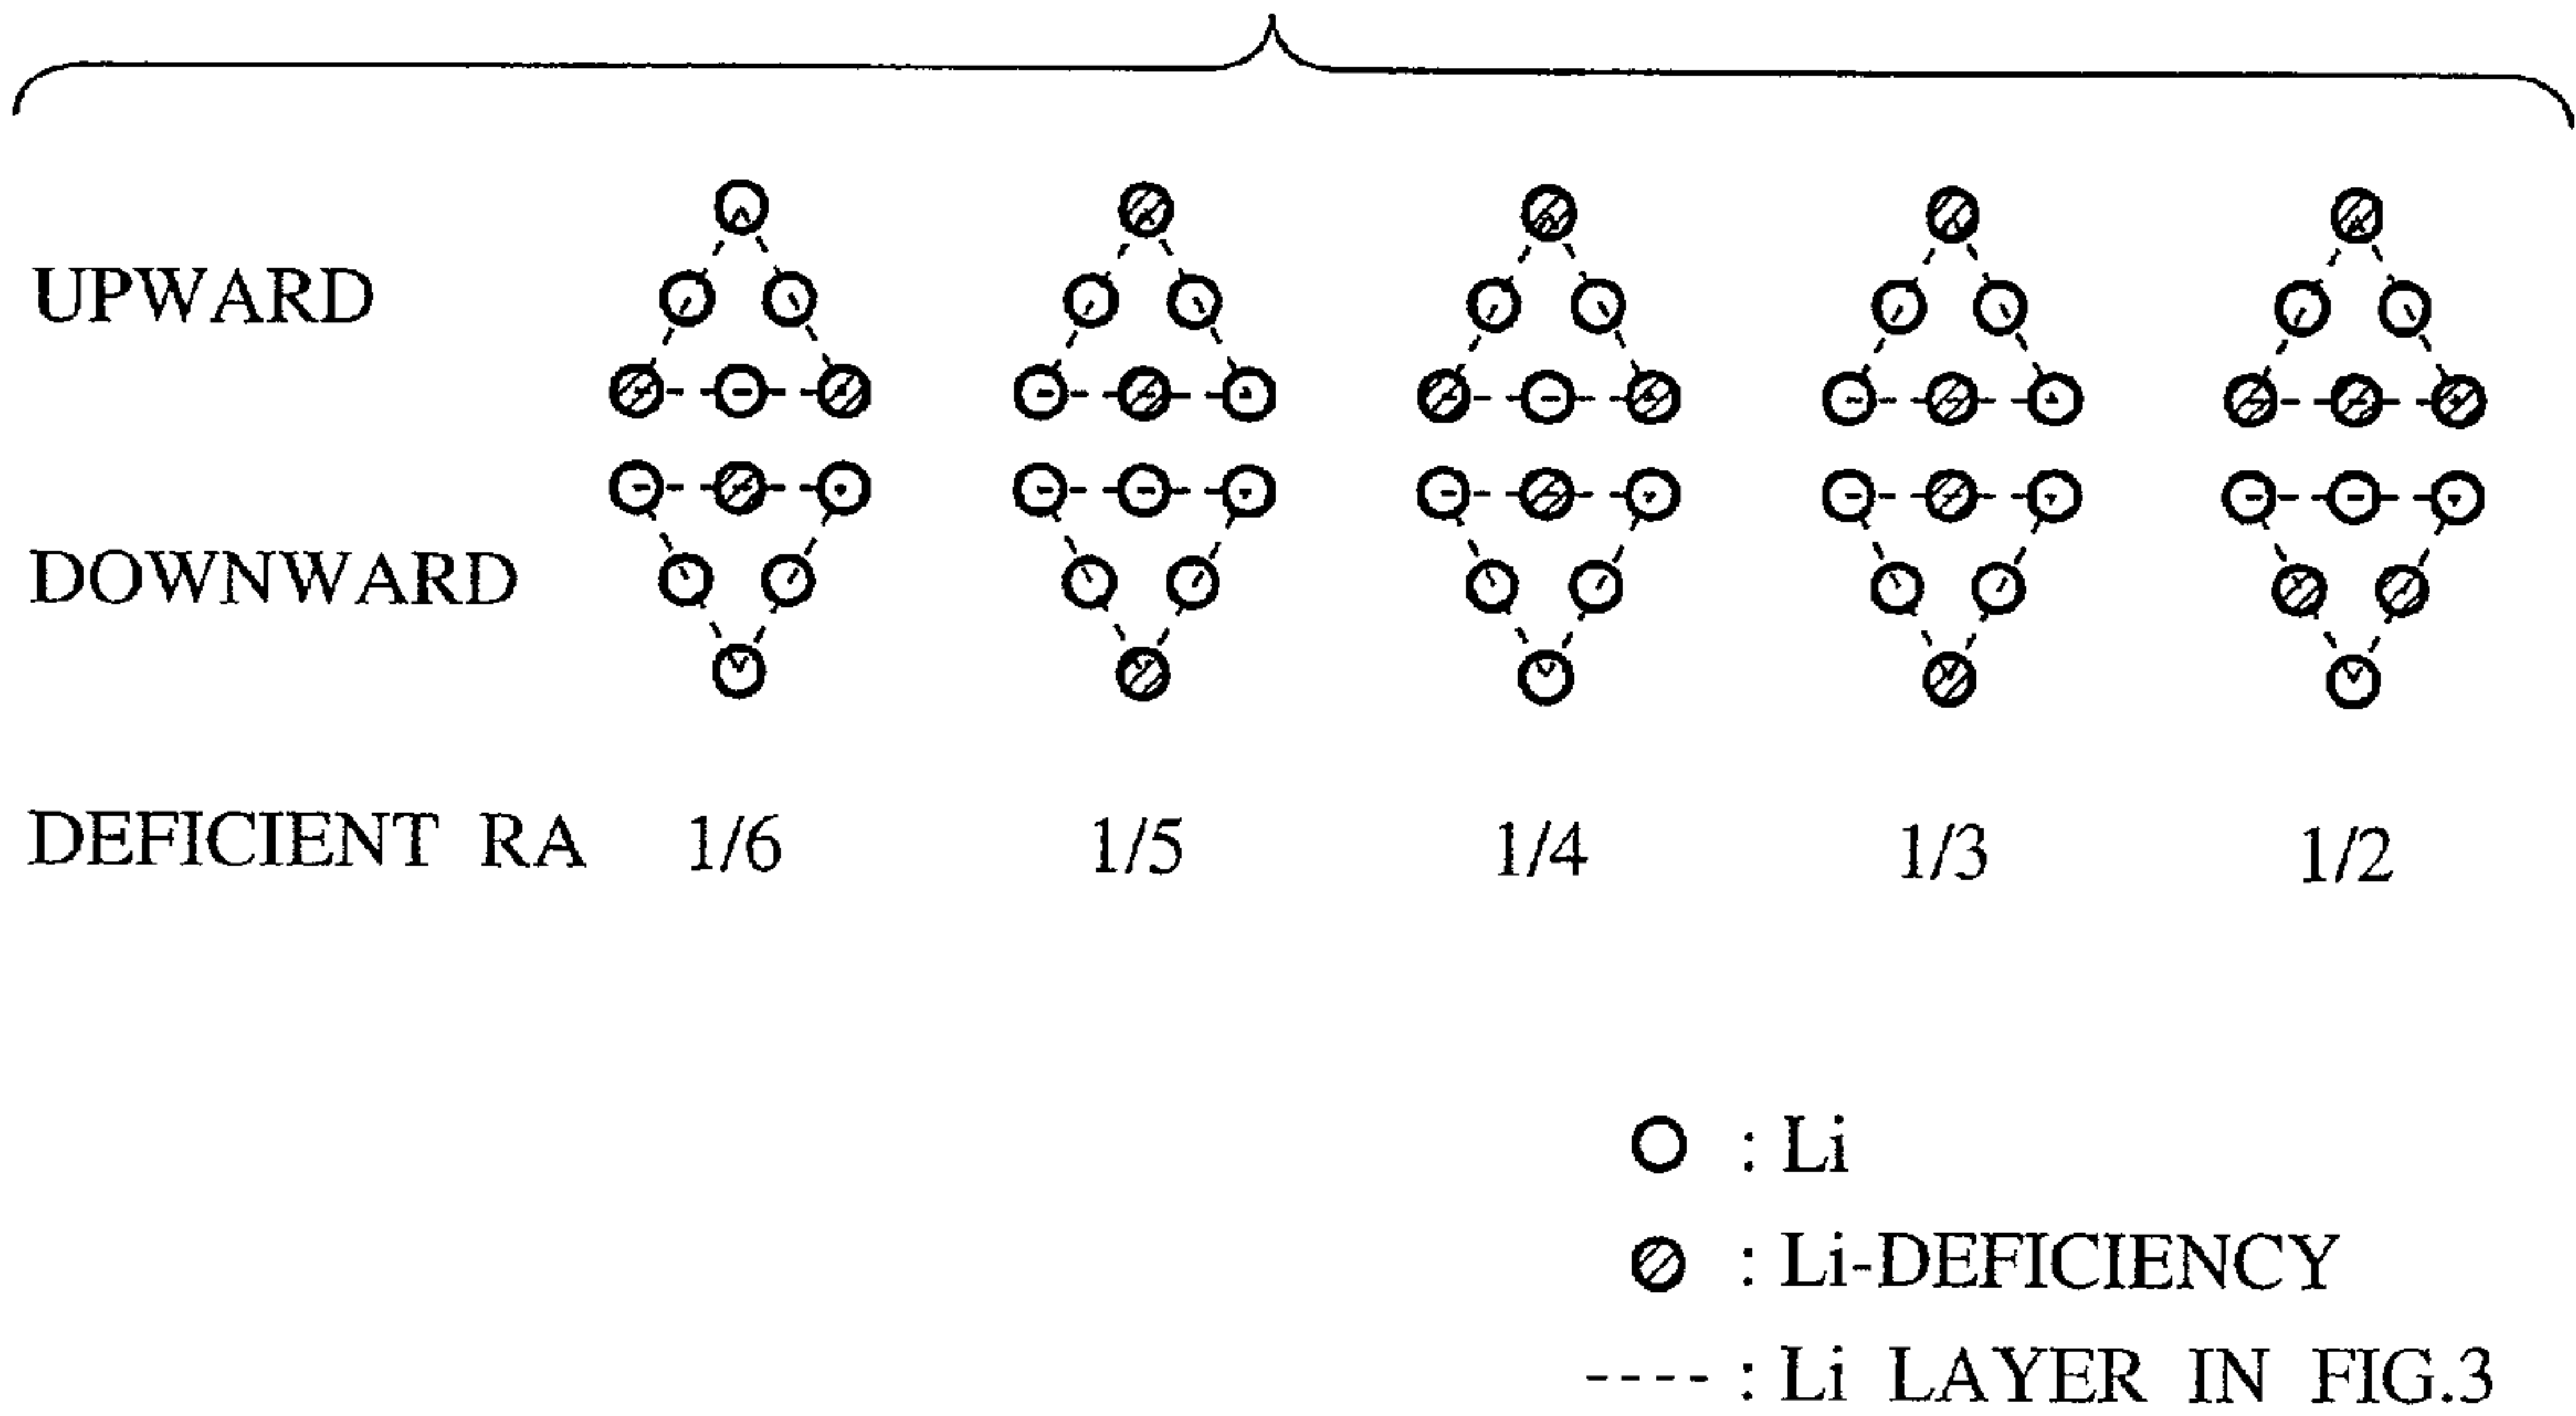 UPWARD
DOWNWARD
DEFICIENT RA 1/6 1/5 1/4 1/3 1/2
: Li
: Li-DEFICIENCY
: Li LAYER IN FIG.3